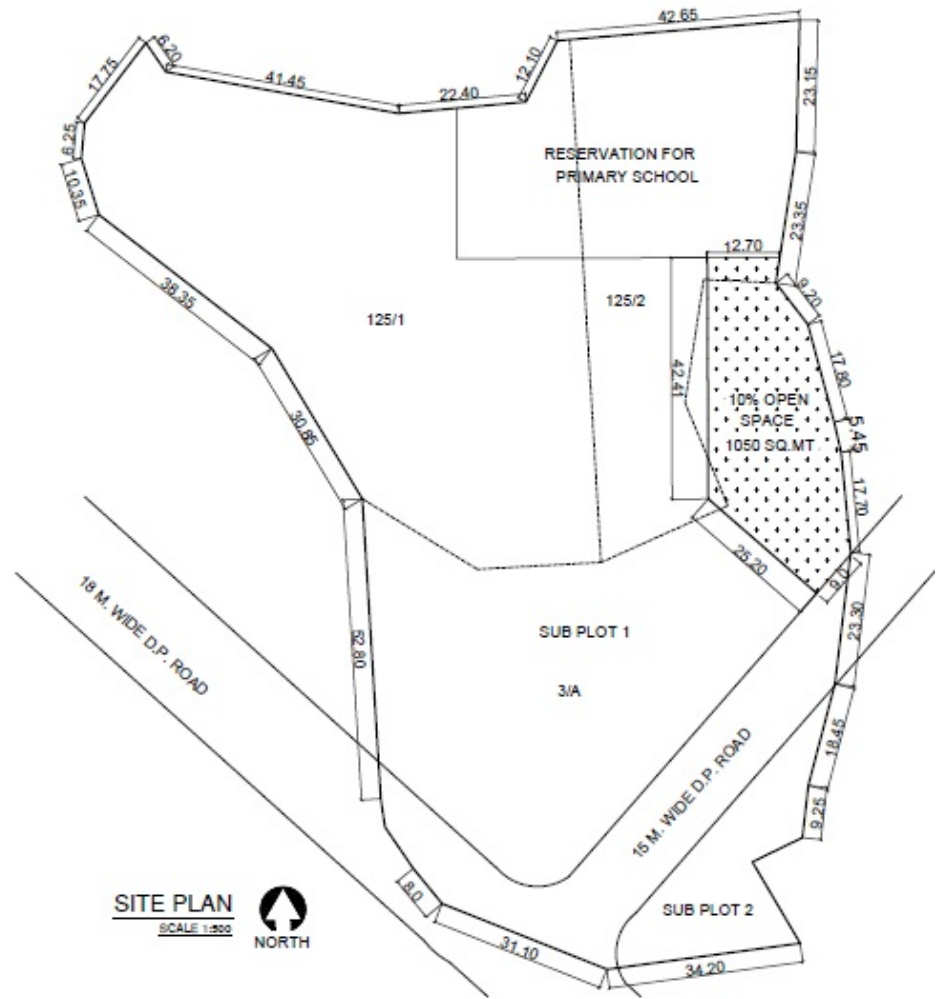 42.65
6.20
17.75
41.45
12.10
22.40
23.15
6.25
RESERVATION FOR
PRIMARY SCHOOL
10.35
23.35
12.70
9.20
38.35
125/1
125/2
17.80
42.41
10% OPEN
SPACE
1050 SQ.MT
5.45
30.85
17.70
25.20
9.0
18 M. WIDE D.P. ROAD
52.80
SUB PLOT 1
3/A
23.30
18.45
15 M. WIDE D.P. ROAD
9.25
8.0
SITE PLAN
SCALE 1:500
NORTH
SUB PLOT 2
31.10
34.20